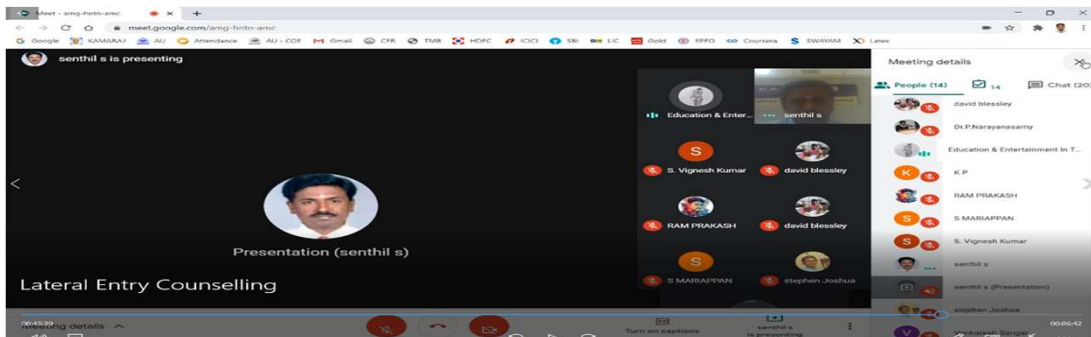 Meet - amg-hntn-amc
meet.google.com/amg-hntn-amc
Google KAMARAJ AU Attendance AU - COE Gmail CFR TMB HDFC ICICI SBI LIC Gold EPFO Coursera SWAYAM Latex
senthil s is presenting
Education & Enter... senthil s
S
S. Vignesh Kumar david blessley
RAM PRAKASH david blessley
S
S MARIAPPAN stephen Joshua
Presentation (senthil s)
Lateral Entry Counselling
Meeting details
People (14) 14 Chat (20
david blessley
Dr.P.Narayanasamy
Education & Entertainment In T...
K K P
RAM PRAKASH
S S MARIAPPAN
S S. Vignesh Kumar
senthil s
senthil s (Presentation)
stephen Joshua
V
00:45:39 00:06:42
Meeting details
Turn on captions
senthil s
is presenting